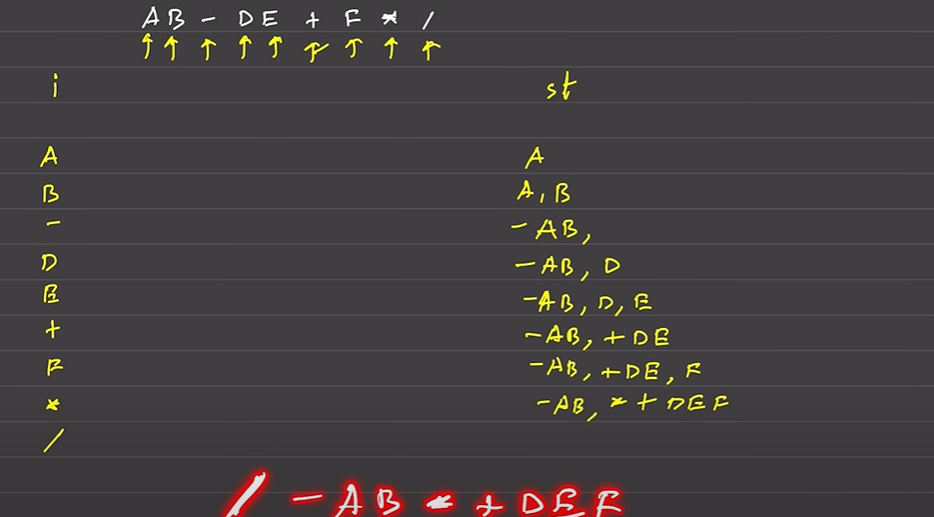 AB - DE + F * /
↑ ↑ ↑ ↑ ↑ ↑ ↑ ↑ ↑
i st
A A
B A, B
- - AB,
D - AB, D
E - AB, D, E
+ - AB, + DE
F - AB, + DE, F
* - AB, * + DEF
/
/ - AB * + DEF